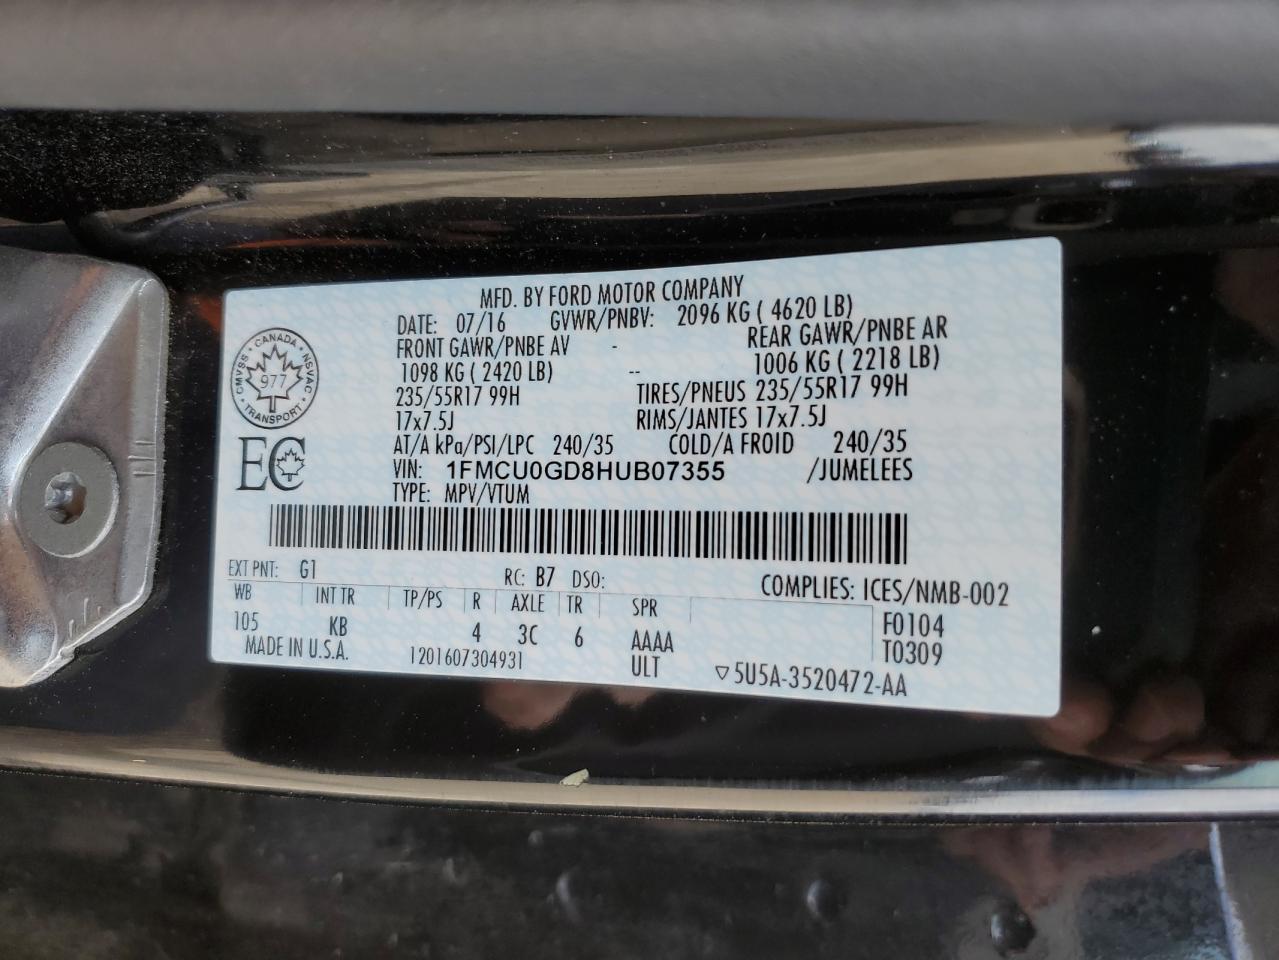 MFD. BY FORD MOTOR COMPANY
DATE: 07/16 GVWR/PNBV: 2096 KG ( 4620 LB)
FRONT GAWR/PNBE AV - REAR GAWR/PNBE AR
1098 KG ( 2420 LB) -- 1006 KG ( 2218 LB)
235/55R17 99H TIRES/PNEUS 235/55R17 99H
17x7.5J RIMS/JANTES 17x7.5J
AT/A kPa/PSI/LPC 240/35 COLD/A FROID 240/35
VIN: 1FMCU0GD8HUB07355 /JUMELEES
TYPE: MPV/VTUM
CANADA
CMVSS NSVAC
977
TRANSPORT
EC
EXT PNT: G1 RC: B7 DSO: COMPLIES: ICES/NMB-002
WB INT TR TP/PS R AXLE TR SPR
105 KB 4 3C 6 AAAA F0104
MADE IN U.S.A. 1201607304931 ULT T0309
▽5U5A-3520472-AA